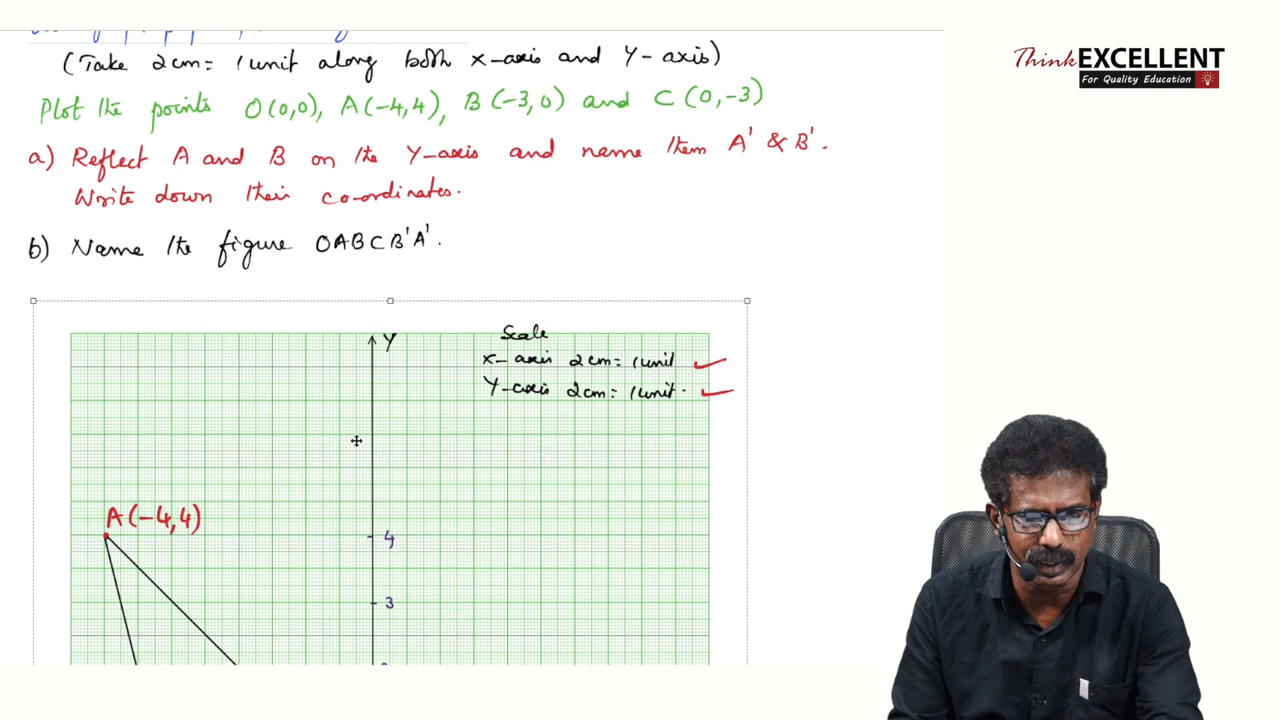 (Take 2cm = 1unit along both x-axis and Y-axis)
Plot the points O(0,0), A(-4,4), B(-3,0) and C(0,-3)
a) Reflect A and B on the Y-axis and name them A' & B'.
Write down their co-ordinates.
b) Name the figure OABCB'A'.
Think EXCELLENT
For Quality Education
Y
Scale
x-axis 2cm = 1unit
Y-axis 2cm = 1unit.
A(-4,4)
4
3